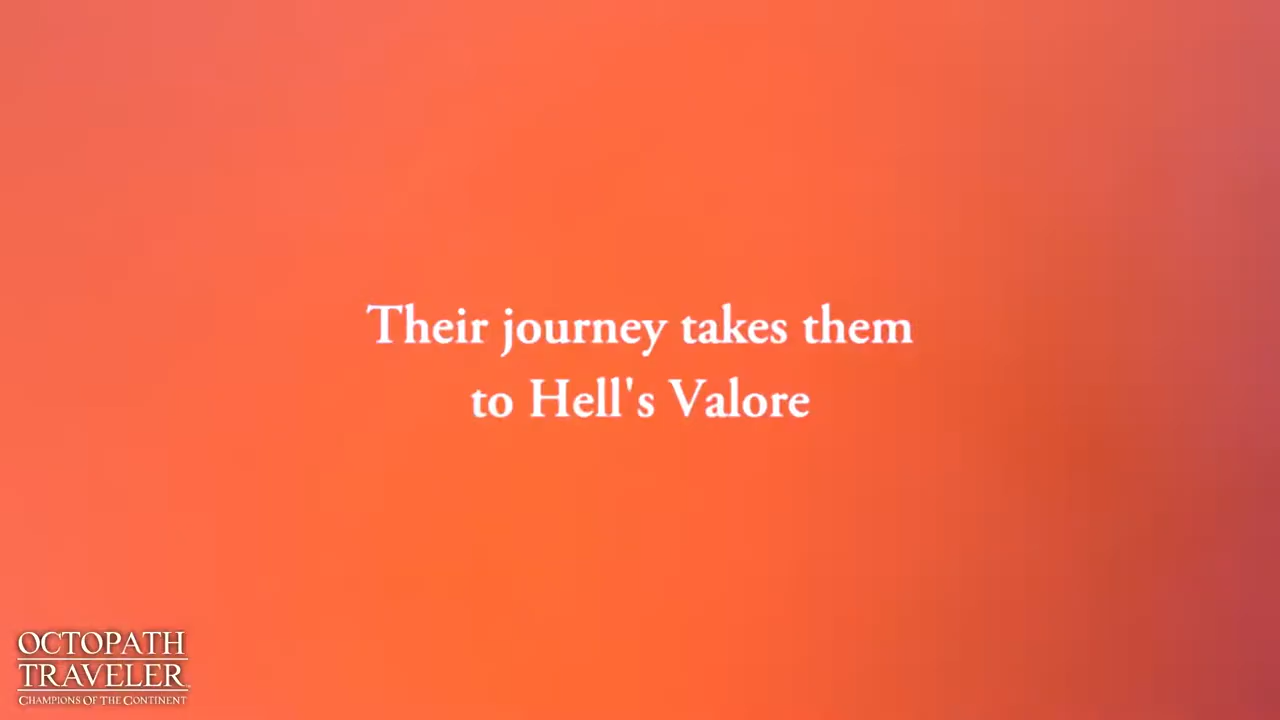 Their journey takes them
to Hell's Valore
OCTOPATH
TRAVELER
CHAMPIONS OF THE CONTINENT